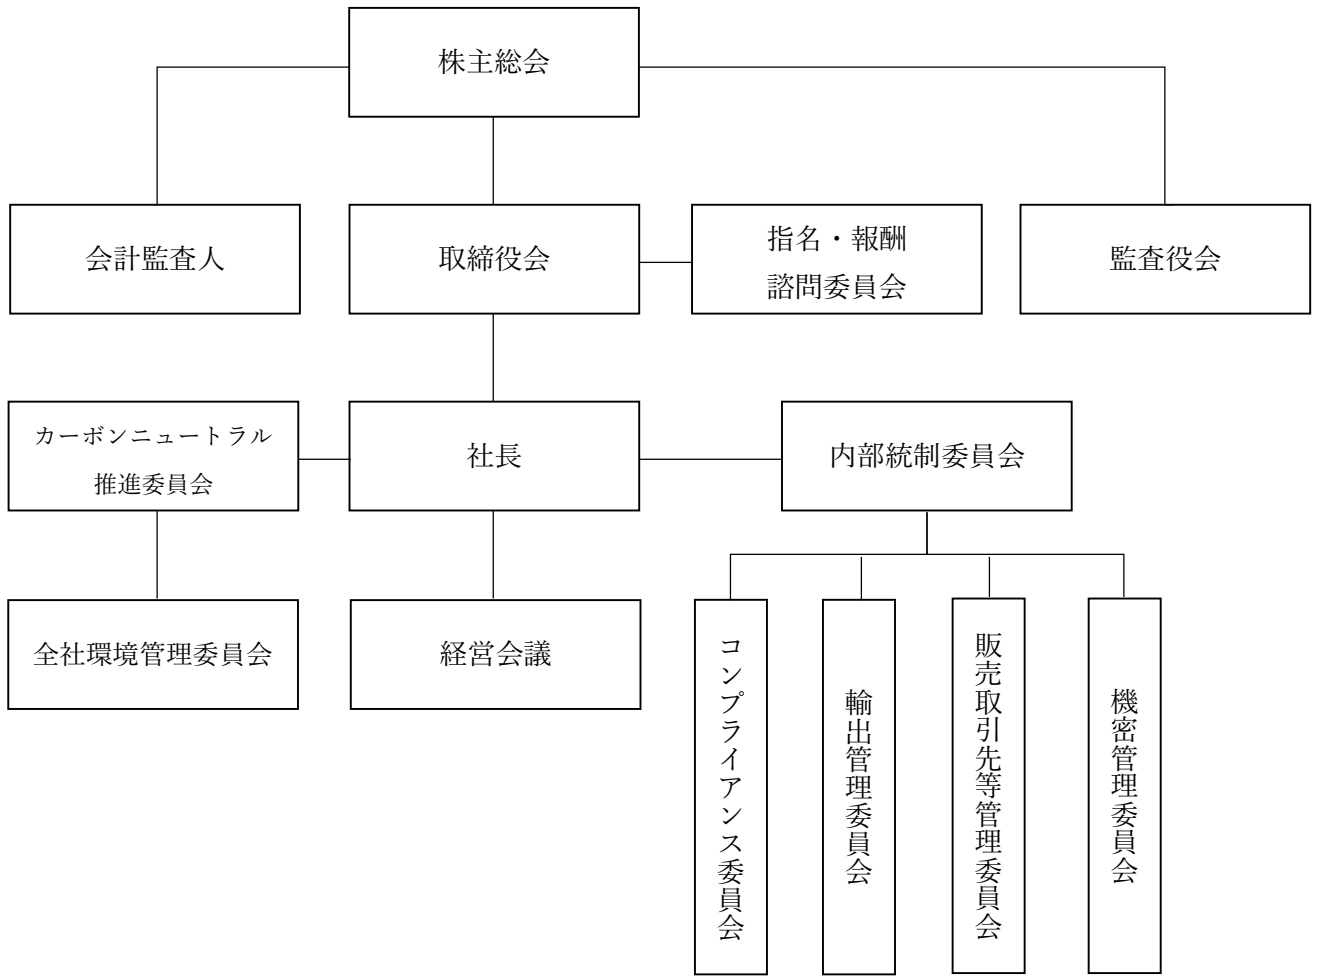 株主総会
会計監査人
取締役会
指名・報酬
諮問委員会
監査役会
カーボンニュートラル
推進委員会
社長
内部統制委員会
全社環境管理委員会
経営会議
コンプライアンス委員会
輸出管理委員会
販売取引先等管理委員会
機密管理委員会